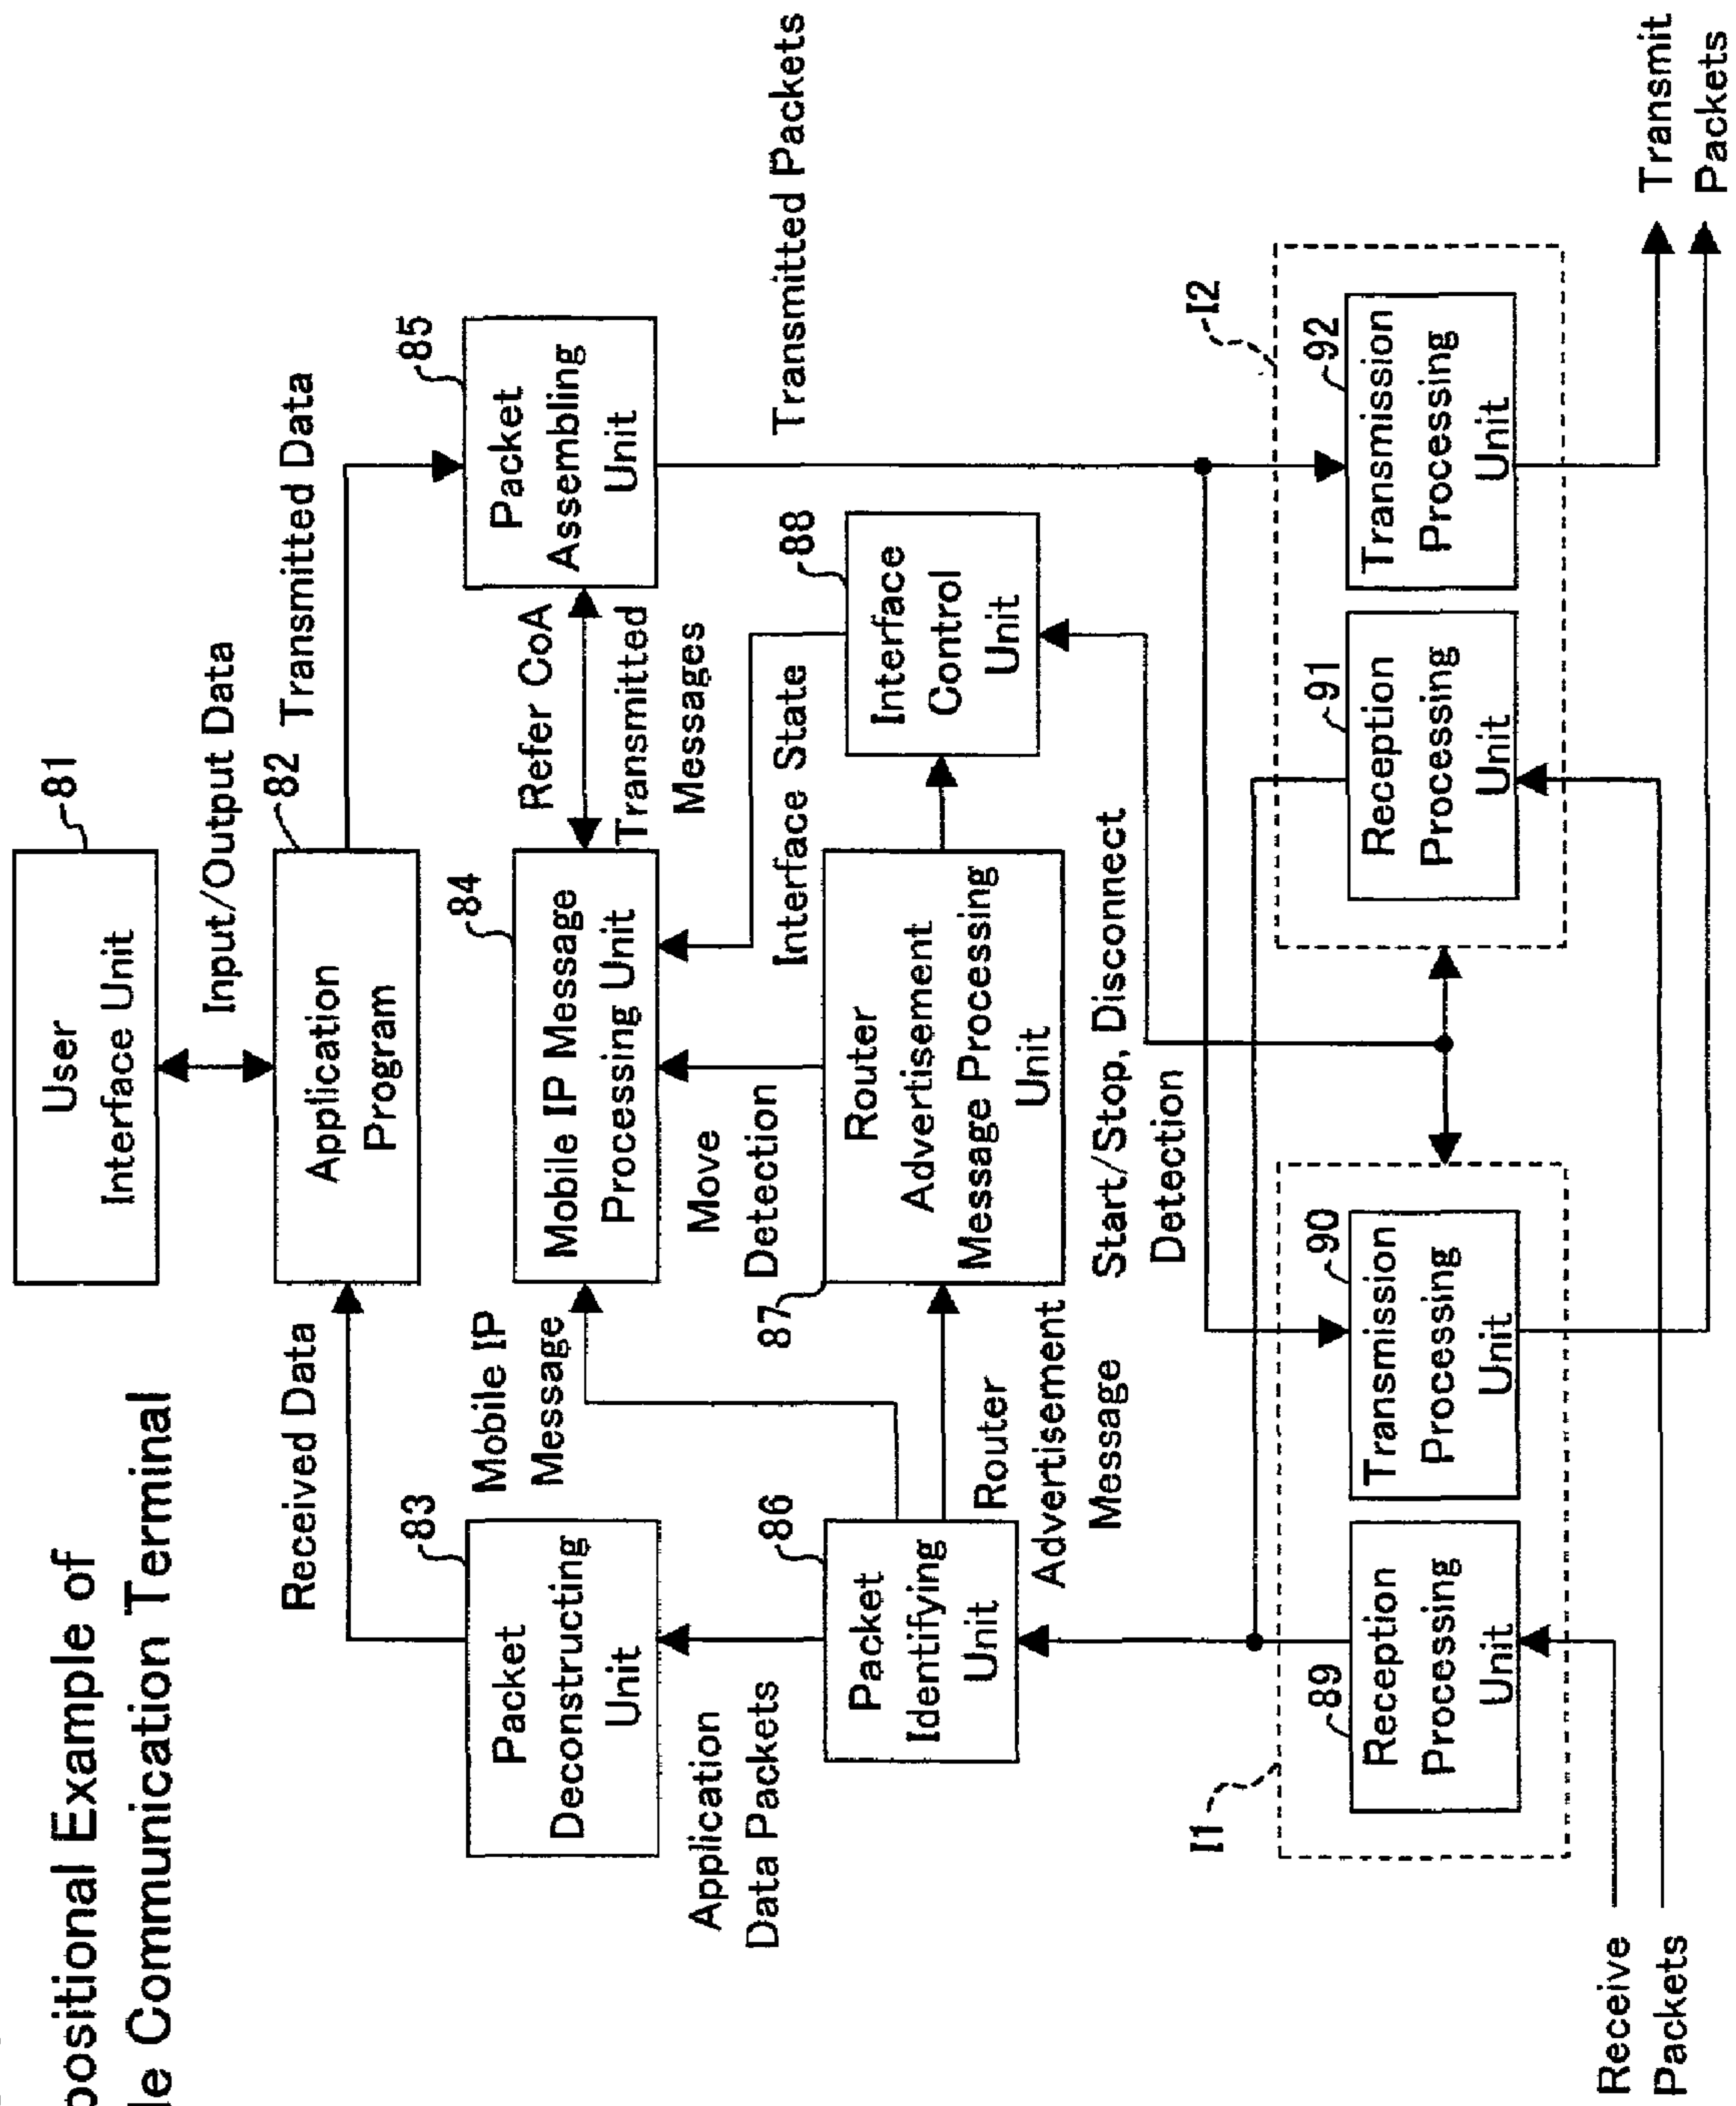 positional Example of
le Communication Terminal
User
Interface Unit
81
Input/Output Data
Application
Program
82
Received Data
Transmitted Data
Packet
Deconstructing
Unit
83
Mobile IP
Message
Mobile IP Message
Processing Unit
84
Refer CoA
Transmitted
Messages
Packet
Assembling
Unit
85
Application
Data Packets
Move
Detection
Interface State
Transmitted Packets
Packet
Identifying
Unit
86
Router
Advertisement
Message
Router
Advertisement
Message Processing
Unit
87
Interface
Control
Unit
88
Start/Stop, Disconnect
Detection
I1
Reception
Processing
Unit
89
Transmission
Processing
Unit
90
I2
Reception
Processing
Unit
91
Transmission
Processing
Unit
92
Receive
Packets
Transmit
Packets